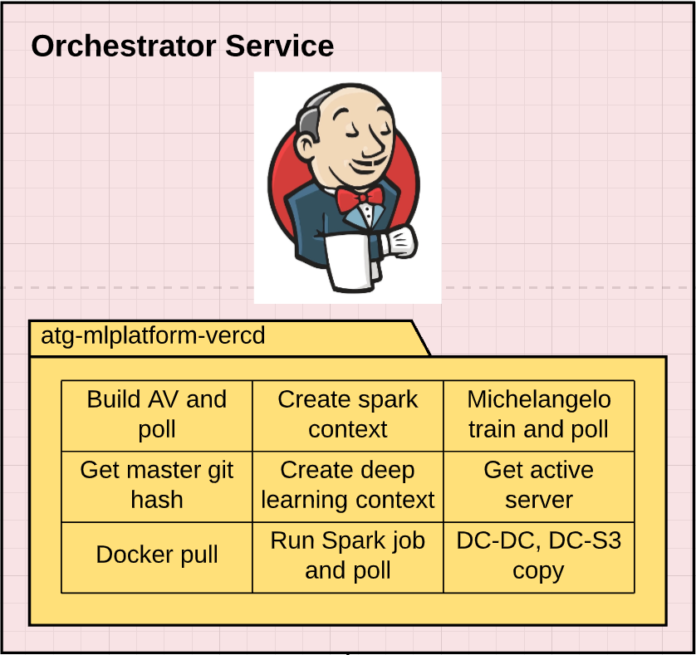 Orchestrator Service
atg-mlplatform-vercd
Build AV and
poll
Create spark
context
Michelangelo
train and poll
Get master git
hash
Create deep
learning context
Get active
server
Docker pull
Run Spark job
and poll
DC-DC, DC-S3
copy